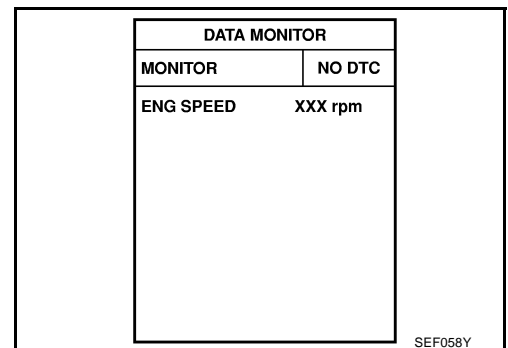 DATA MONITOR
MONITOR NO DTC
ENG SPEED XXX rpm
SEF058Y